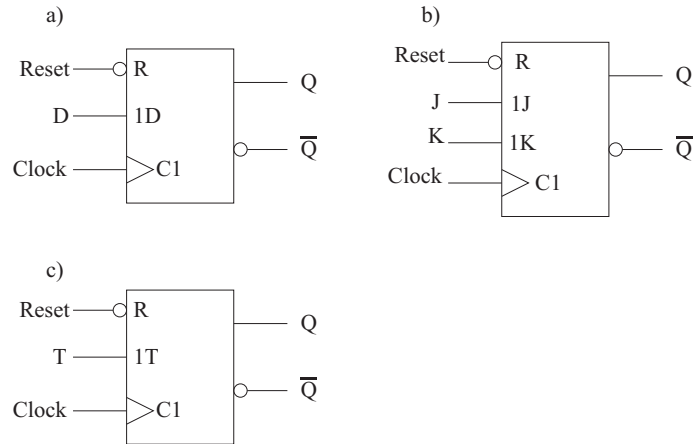 a)
Reset
R
Q
D
1D
Q̅
Clock
C1
b)
Reset
R
Q
J
1J
K
1K
Q̅
Clock
C1
c)
Reset
R
Q
T
1T
Q̅
Clock
C1